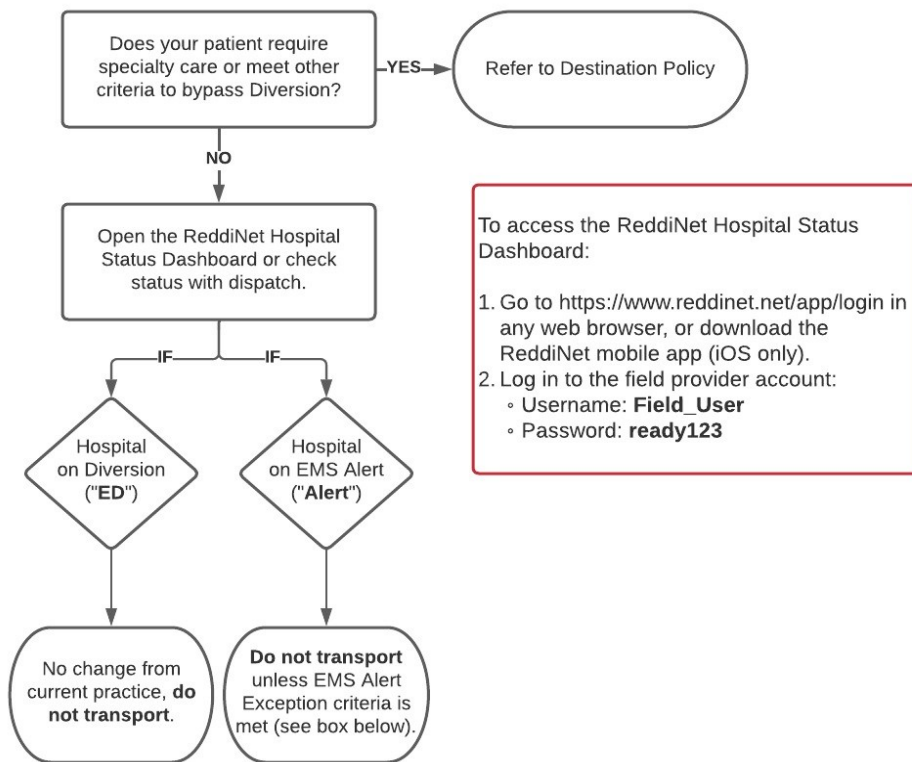 Does your patient require
specialty care or meet other
criteria to bypass Diversion?
YES
Refer to Destination Policy
NO
Open the ReddiNet Hospital
Status Dashboard or check
status with dispatch.
To access the ReddiNet Hospital Status
Dashboard:
1. Go to https://www.reddinet.net/app/login in
any web browser, or download the
ReddiNet mobile app (iOS only).
2. Log in to the field provider account:
◦ Username: Field_User
◦ Password: ready123
IF
IF
Hospital
on Diversion
("ED")
Hospital
on EMS Alert
("Alert")
No change from
current practice, do
not transport.
Do not transport
unless EMS Alert
Exception criteria is
met (see box below).